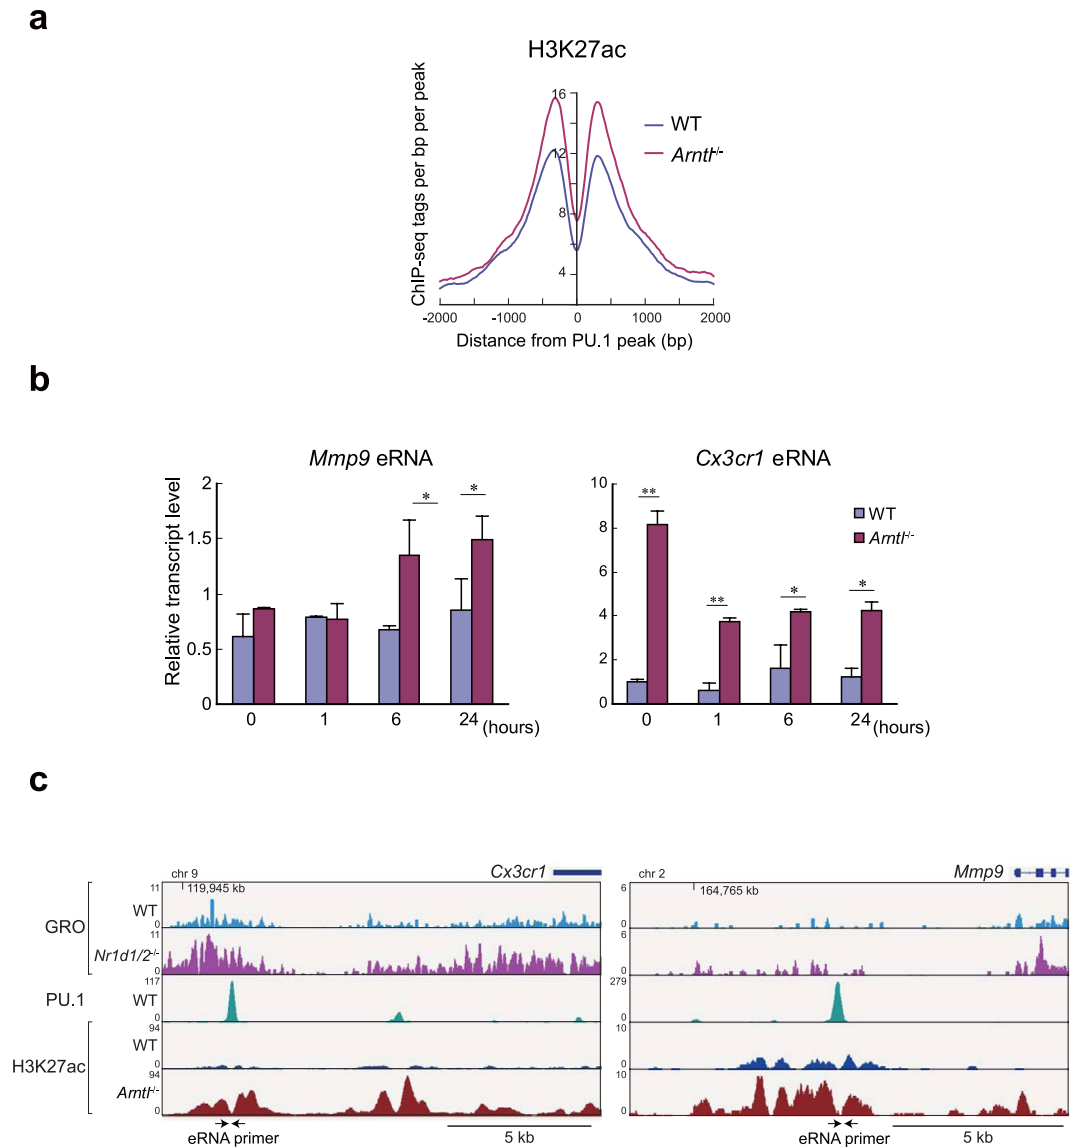 a
H3K27ac
ChIP-seq tags per bp per peak
16
12
8
4
WT
Arntl-/-
-2000 -1000 0 1000 2000
Distance from PU.1 peak (bp)
b
Mmp9 eRNA
Relative transcript level
2
1.5
1
0.5
0
* *
0 1 6 24 (hours)
Cx3cr1 eRNA
10
8
6
4
2
0
** ** * *
WT
Arntl-/-
0 1 6 24 (hours)
c
chr 9 Cx3cr1
chr 2 Mmp9
119,945 kb
164,765 kb
GRO
WT
11 0
6 0
Nr1d1/2-/-
11 0
6 0
PU.1 WT
117 0
279 0
H3K27ac
WT
94 0
10 0
Arntl-/-
94 0
10 0
eRNA primer 5 kb
eRNA primer 5 kb